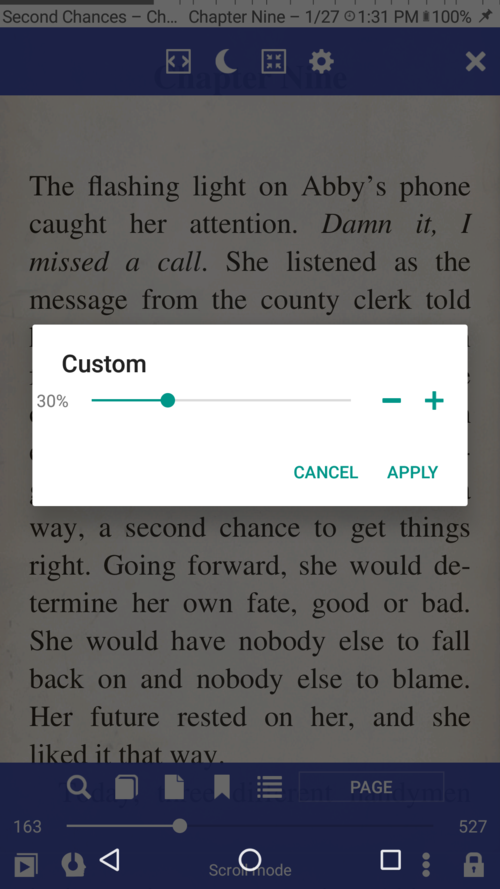 Second Chances – Ch... Chapter Nine – 1/27 1:31 PM 100%
Chapter Nine
The flashing light on Abby's phone
caught her attention. Damn it, I
missed a call. She listened as the
message from the county clerk told
Custom
30%
CANCEL APPLY
way, a second chance to get things
right. Going forward, she would de-
termine her own fate, good or bad.
She would have nobody else to fall
back on and nobody else to blame.
Her future rested on her, and she
liked it that way.
PAGE
163 527
Scroll mode